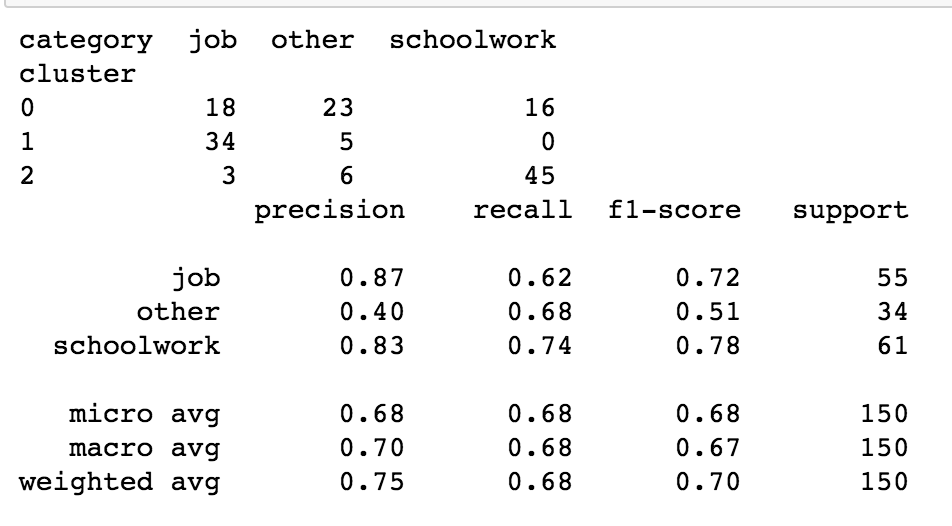 category job other schoolwork
cluster
0 18 23 16
1 34 5 0
2 3 6 45
precision recall f1-score support
job 0.87 0.62 0.72 55
other 0.40 0.68 0.51 34
schoolwork 0.83 0.74 0.78 61
micro avg 0.68 0.68 0.68 150
macro avg 0.70 0.68 0.67 150
weighted avg 0.75 0.68 0.70 150